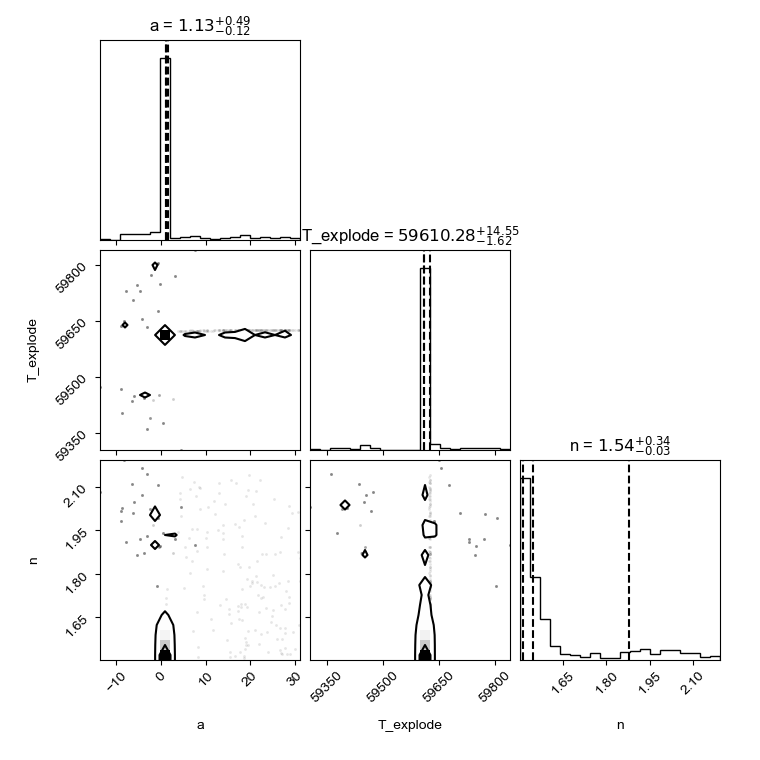 a = 1.13+0.49−0.12
T_explode = 59610.28+14.55−1.62
T_explode
59800
59650
59500
59350
n = 1.54+0.34−0.03
n
2.10
1.95
1.80
1.65
−10 0 10 20 30
59350 59500 59650 59800
1.65 1.80 1.95 2.10
a T_explode n